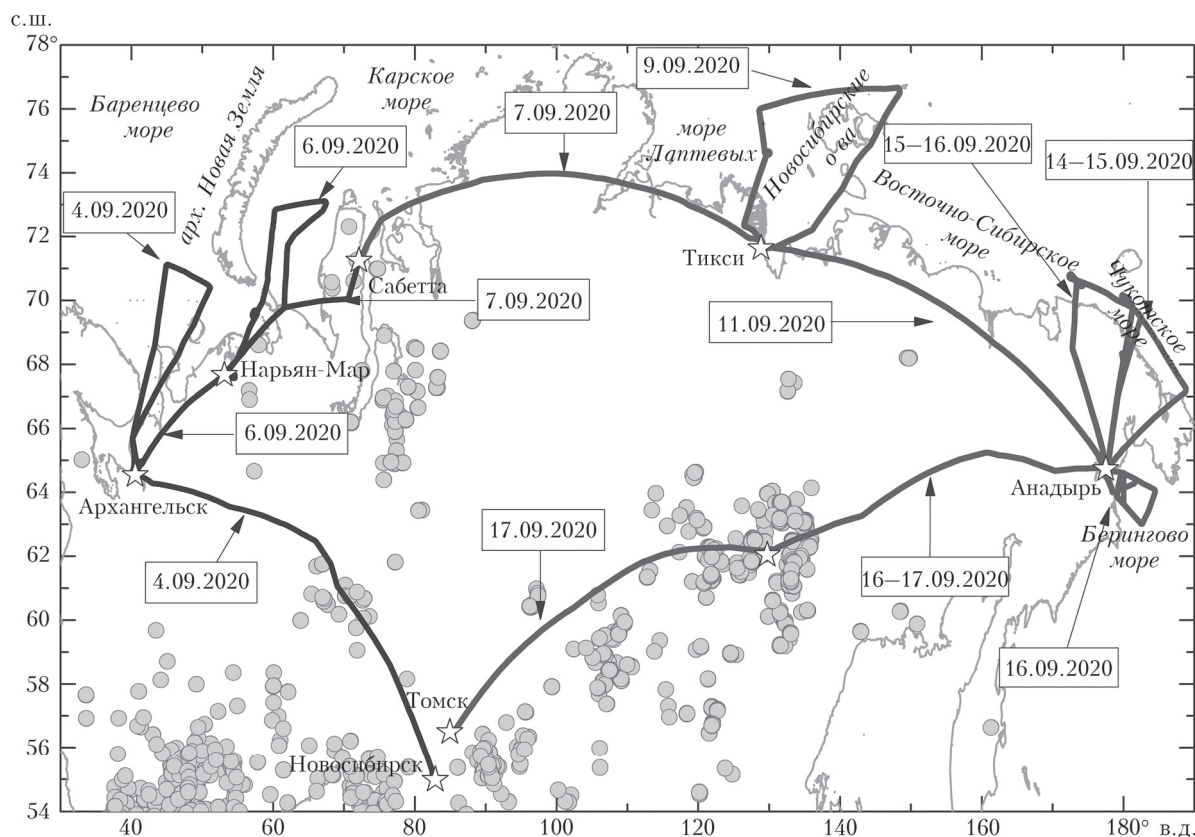 с.ш.
78°
76
74
72
70
68
66
64
62
60
58
56
54
40
60
80
100
120
140
160
180° в.д.
Баренцево
море
арх. Новая Земля
Карское
море
море
Лаптевых
Новосибирские
о-ва
Восточно-Сибирское
море
Чукотское
море
Берингово
море
4.09.2020
6.09.2020
7.09.2020
9.09.2020
15–16.09.2020
14–15.09.2020
7.09.2020
11.09.2020
6.09.2020
4.09.2020
17.09.2020
16–17.09.2020
16.09.2020
Сабетта
Тикси
Нарьян-Мар
Архангельск
Анадырь
Томск
Новосибирск